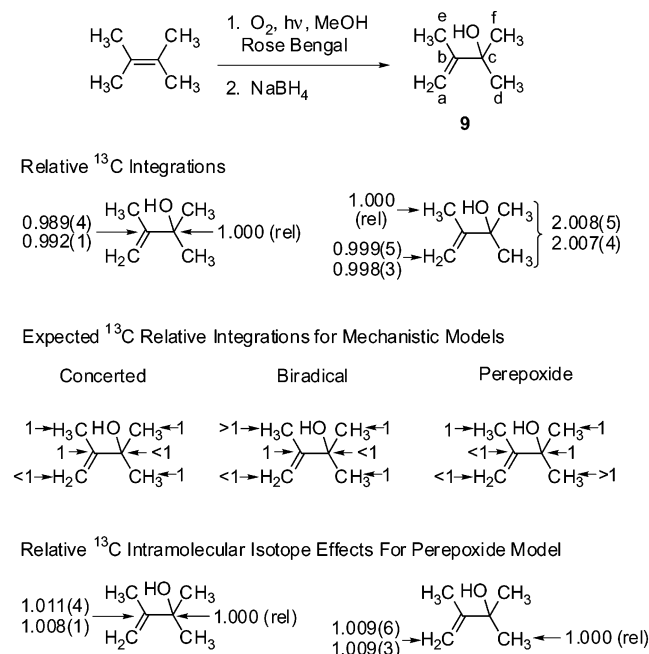 H₃C CH₃
H₃C CH₃
1. O₂, hν, MeOH
Rose Bengal
2. NaBH₄
e f
H₃C HO CH₃
b c
H₂C CH₃
a d
9
Relative ¹³C Integrations
0.989(4)
0.992(1)
H₃C HO CH₃
1.000 (rel)
H₂C CH₃
1.000
(rel)
H₃C HO CH₃
0.999(5)
0.998(3)
H₂C CH₃
2.008(5)
2.007(4)
Expected ¹³C Relative Integrations for Mechanistic Models
Concerted Biradical Perepoxide
1 H₃C HO CH₃ 1
1 <1
<1 H₂C CH₃ 1
>1 H₃C HO CH₃ 1
1 <1
<1 H₂C CH₃ 1
1 H₃C HO CH₃ 1
<1 1
<1 H₂C CH₃ >1
Relative ¹³C Intramolecular Isotope Effects For Perepoxide Model
1.011(4)
1.008(1)
H₃C HO CH₃
1.000 (rel)
H₂C CH₃
H₃C HO CH₃
1.009(6)
1.009(3)
H₂C CH₃
1.000 (rel)